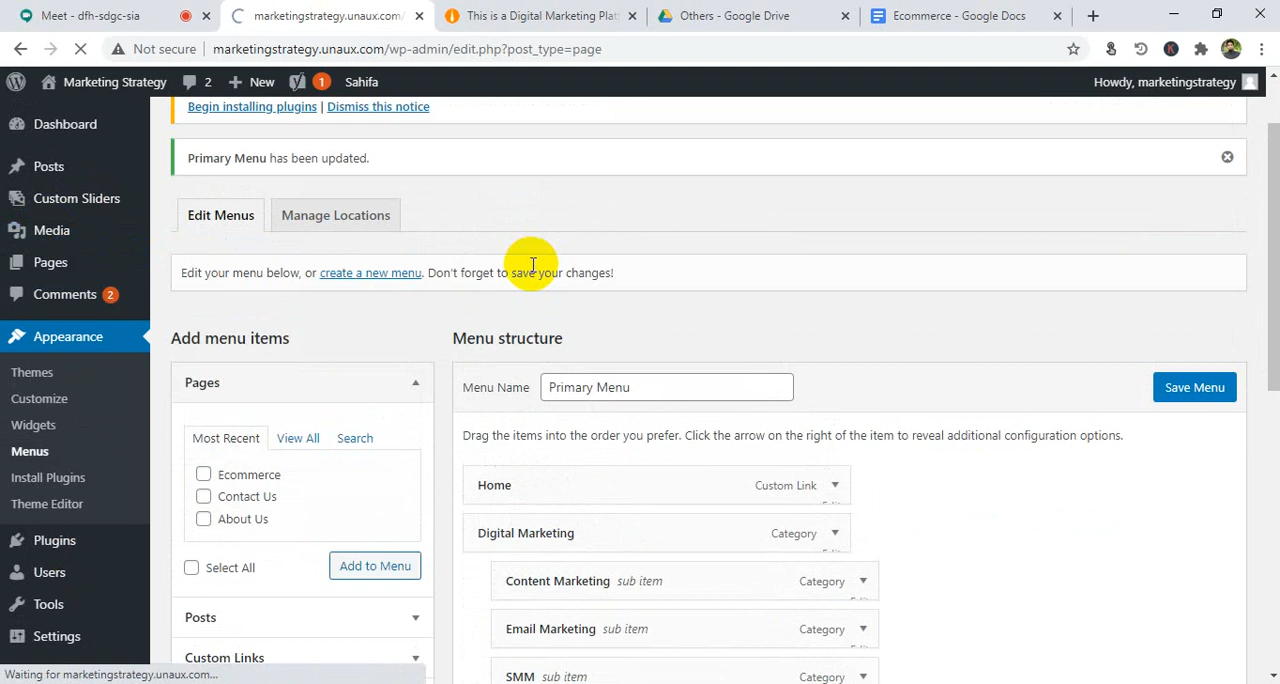 Meet - dfh-sdgc-sia
marketingstrategy.unaux.com/
This is a Digital Marketing Plat
Others - Google Drive
Ecommerce - Google Docs
Not secure
marketingstrategy.unaux.com/wp-admin/edit.php?post_type=page
Marketing Strategy
2
New
1
Sahifa
Howdy, marketingstrategy
Begin installing plugins | Dismiss this notice
Primary Menu has been updated.
Edit Menus
Manage Locations
Edit your menu below, or create a new menu. Don't forget to save your changes!
Dashboard
Posts
Custom Sliders
Media
Pages
Comments 2
Appearance
Themes
Customize
Widgets
Menus
Install Plugins
Theme Editor
Plugins
Users
Tools
Settings
Add menu items
Pages
Most Recent
View All
Search
Ecommerce
Contact Us
About Us
Select All
Add to Menu
Posts
Custom Links
Menu structure
Menu Name
Primary Menu
Save Menu
Drag the items into the order you prefer. Click the arrow on the right of the item to reveal additional configuration options.
Home
Custom Link
Digital Marketing
Category
Content Marketing sub item
Category
Email Marketing sub item
Category
SMM sub item
Category
Waiting for marketingstrategy.unaux.com...